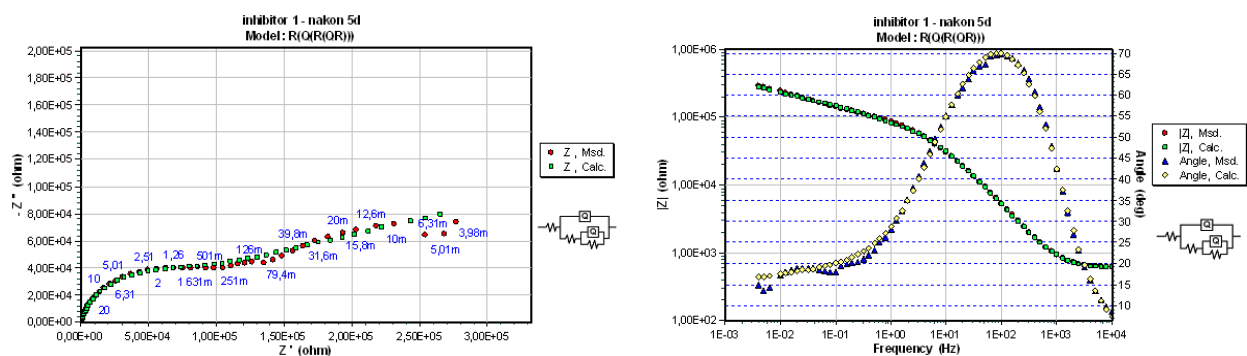 inhibitor 1 - nakon 5d
Model : R(Q(R(QR)))
- Z '' (ohm)
2,00E+05
1,80E+05
1,60E+05
1,40E+05
1,20E+05
1,00E+05
8,00E+04
6,00E+04
4,00E+04
2,00E+04
0,00E+00
0,00E+00 5,00E+04 1,00E+05 1,50E+05 2,00E+05 2,50E+05 3,00E+05
Z ' (ohm)
20
10
6,31
5,01
2,51
2
1,26
1 631m
501m
251m
126m
79,4m
39,8m
31,6m
20m
15,8m
12,6m
10m
6,31m
5,01m
3,98m
Z , Msd.
Z , Calc.
Q
Q
inhibitor 1 - nakon 5d
Model : R(Q(R(QR)))
|Z| (ohm)
1,00E+06
1,00E+05
1,00E+04
1,00E+03
1,00E+02
1E-03 1E-02 1E-01 1E+00 1E+01 1E+02 1E+03 1E+04
Frequency (Hz)
70
65
60
55
50
45
40
35
30
25
20
15
10
Angle (deg)
|Z|, Msd.
|Z|, Calc.
Angle, Msd.
Angle, Calc.
Q
Q